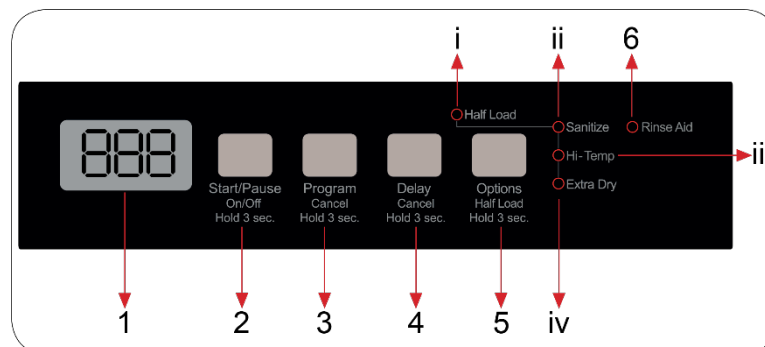 i ii 6
Half Load
888
Sanitize
Rinse Aid
Hi-Temp
ii
Extra Dry
Start/Pause
On/Off
Hold 3 sec.
Program
Cancel
Hold 3 sec.
Delay
Cancel
Hold 3 sec.
Options
Half Load
Hold 3 sec.
1 2 3 4 5 iv